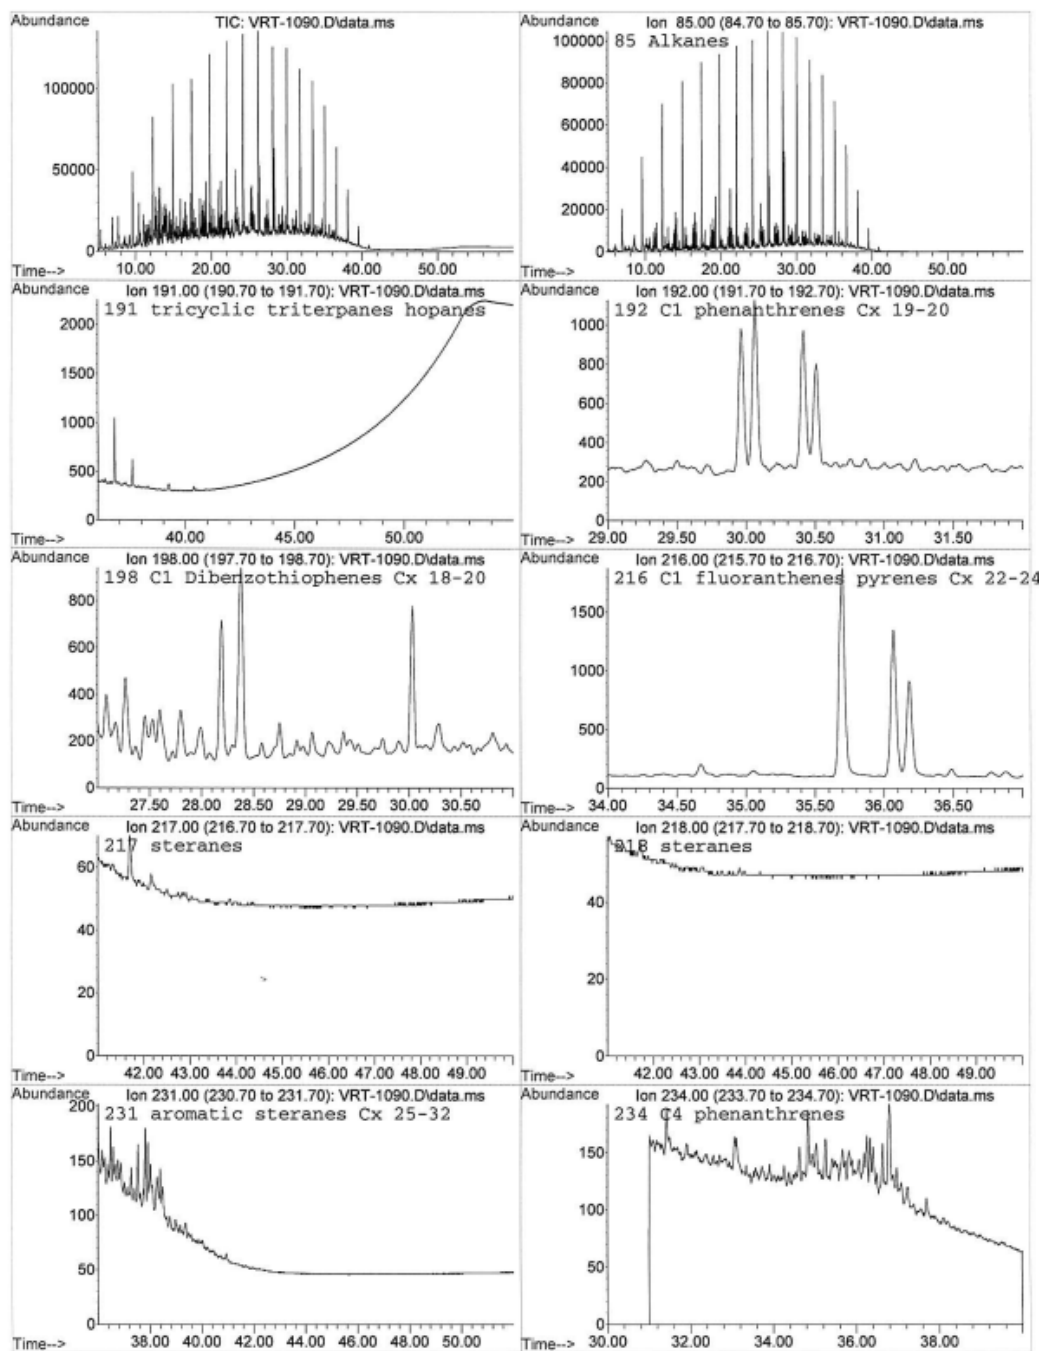 Abundance TIC: VRT-1090.D\data.ms
100000
50000
0
Time--> 10.00 20.00 30.00 40.00 50.00
Abundance Ion 85.00 (84.70 to 85.70): VRT-1090.D\data.ms
85 Alkanes
100000
80000
60000
40000
20000
0
Time--> 10.00 20.00 30.00 40.00 50.00
Abundance Ion 191.00 (190.70 to 191.70): VRT-1090.D\data.ms
191 tricyclic triterpanes hopanes
2000
1500
1000
500
0
Time--> 40.00 45.00 50.00
Abundance Ion 192.00 (191.70 to 192.70): VRT-1090.D\data.ms
192 C1 phenanthrenes Cx 19-20
1000
800
600
400
200
0
Time--> 29.00 29.50 30.00 30.50 31.00 31.50
Abundance Ion 198.00 (197.70 to 198.70): VRT-1090.D\data.ms
198 C1 Dibenzothiophenes Cx 18-20
800
600
400
200
0
Time--> 27.50 28.00 28.50 29.00 29.50 30.00 30.50
Abundance Ion 216.00 (215.70 to 216.70): VRT-1090.D\data.ms
216 C1 fluoranthenes pyrenes Cx 22-24
1500
1000
500
0
Time--> 34.00 34.50 35.00 35.50 36.00 36.50
Abundance Ion 217.00 (216.70 to 217.70): VRT-1090.D\data.ms
217 steranes
60
40
20
0
Time--> 42.00 43.00 44.00 45.00 46.00 47.00 48.00 49.00
Abundance Ion 218.00 (217.70 to 218.70): VRT-1090.D\data.ms
218 steranes
40
20
0
Time--> 42.00 43.00 44.00 45.00 46.00 47.00 48.00 49.00
Abundance Ion 231.00 (230.70 to 231.70): VRT-1090.D\data.ms
231 aromatic steranes Cx 25-32
200
150
100
50
0
Time--> 38.00 40.00 42.00 44.00 46.00 48.00 50.00
Abundance Ion 234.00 (233.70 to 234.70): VRT-1090.D\data.ms
234 C4 phenanthrenes
150
100
50
0
Time--> 30.00 32.00 34.00 36.00 38.00